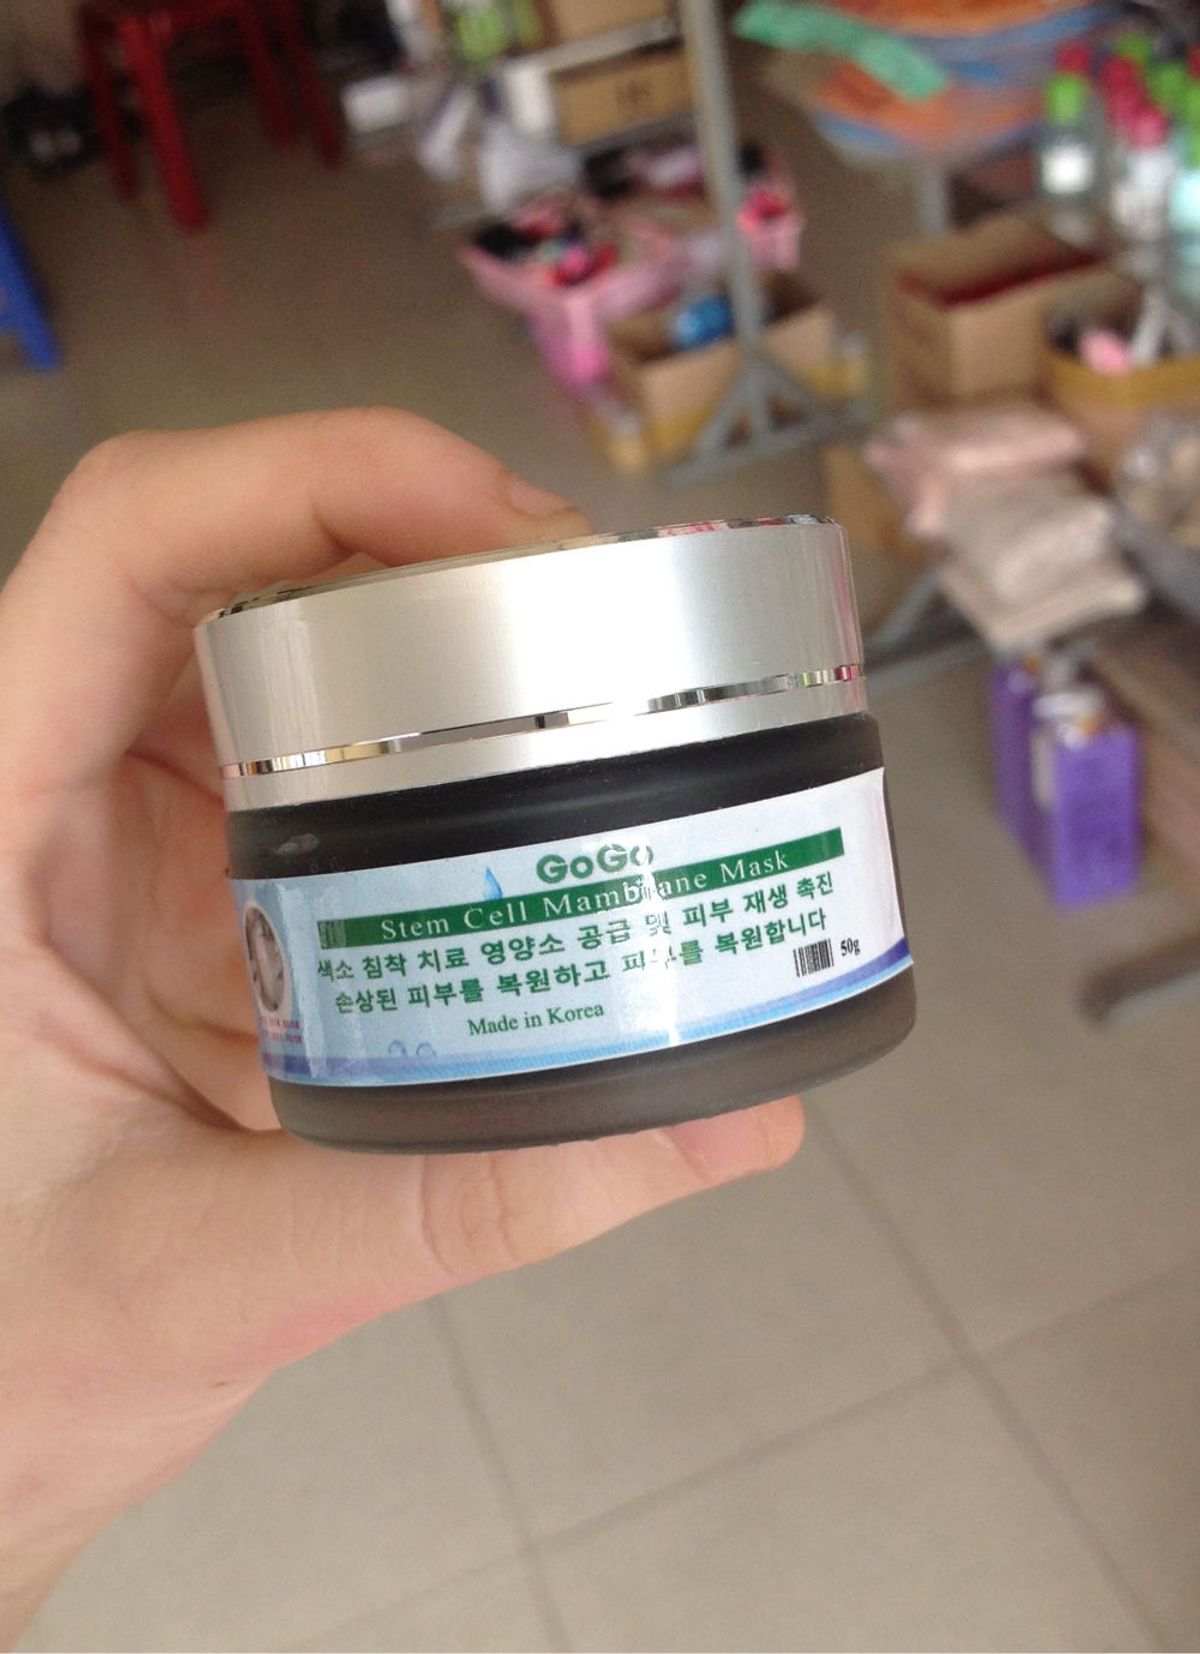 GoGo
Stem Cell Mambrane Mask
색소 침착 치료 영양소 공급 및 피부 재생 촉진
손상된 피부를 복원하고 피부를 복원합니다
50g
Made in Korea